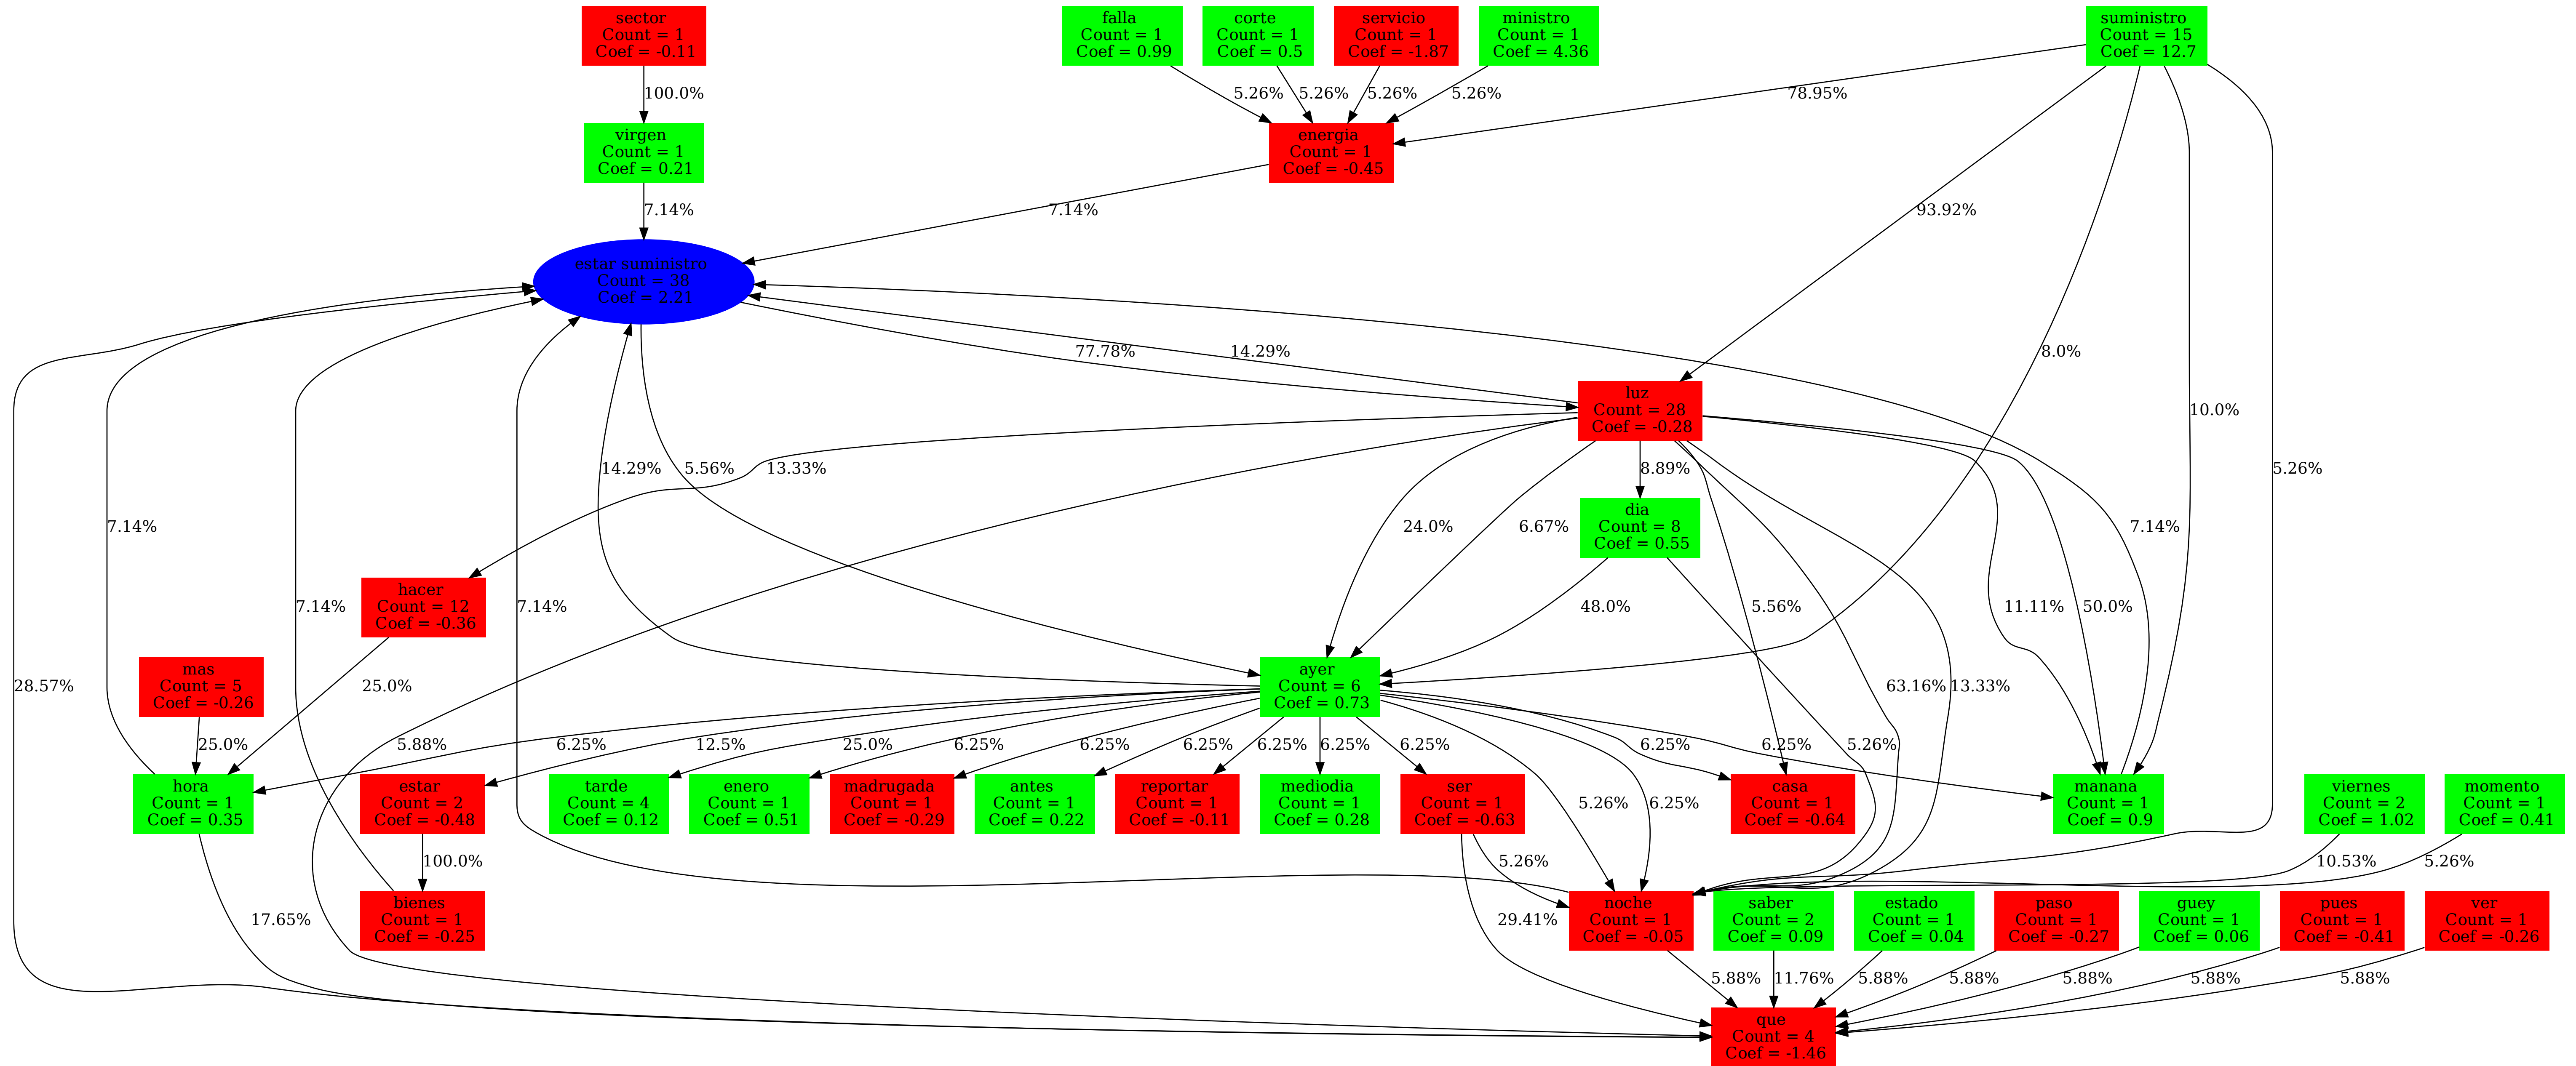 sector
Count = 1
Coef = -0.11
falla
Count = 1
Coef = 0.99
corte
Count = 1
Coef = 0.5
servicio
Count = 1
Coef = -1.87
ministro
Count = 1
Coef = 4.36
suministro
Count = 15
Coef = 12.7
100.0%
5.26%
5.26%
5.26%
5.26%
78.95%
virgen
Count = 1
Coef = 0.21
energia
Count = 1
Coef = -0.45
7.14%
7.14%
93.92%
estar suministro
Count = 38
Coef = 2.21
77.78%
14.29%
8.0%
luz
Count = 28
Coef = -0.28
10.0%
14.29%
5.56%
13.33%
8.89%
5.26%
dia
Count = 8
Coef = 0.55
7.14%
24.0%
6.67%
7.14%
hacer
Count = 12
Coef = -0.36
7.14%
7.14%
48.0%
5.56%
11.11%
50.0%
mas
Count = 5
Coef = -0.26
ayer
Count = 6
Coef = 0.73
28.57%
25.0%
63.16%
13.33%
25.0%
5.88%
6.25%
12.5%
25.0%
6.25%
6.25%
6.25%
6.25%
6.25%
6.25%
6.25%
6.25%
5.26%
hora
Count = 1
Coef = 0.35
estar
Count = 2
Coef = -0.48
tarde
Count = 4
Coef = 0.12
enero
Count = 1
Coef = 0.51
madrugada
Count = 1
Coef = -0.29
antes
Count = 1
Coef = 0.22
reportar
Count = 1
Coef = -0.11
mediodia
Count = 1
Coef = 0.28
ser
Count = 1
Coef = -0.63
5.26%
6.25%
casa
Count = 1
Coef = -0.64
manana
Count = 1
Coef = 0.9
viernes
Count = 2
Coef = 1.02
momento
Count = 1
Coef = 0.41
100.0%
5.26%
10.53%
5.26%
17.65%
bienes
Count = 1
Coef = -0.25
29.41%
noche
Count = 1
Coef = -0.05
saber
Count = 2
Coef = 0.09
estado
Count = 1
Coef = 0.04
paso
Count = 1
Coef = -0.27
guey
Count = 1
Coef = 0.06
pues
Count = 1
Coef = -0.41
ver
Count = 1
Coef = -0.26
5.88%
11.76%
5.88%
5.88%
5.88%
5.88%
5.88%
que
Count = 4
Coef = -1.46